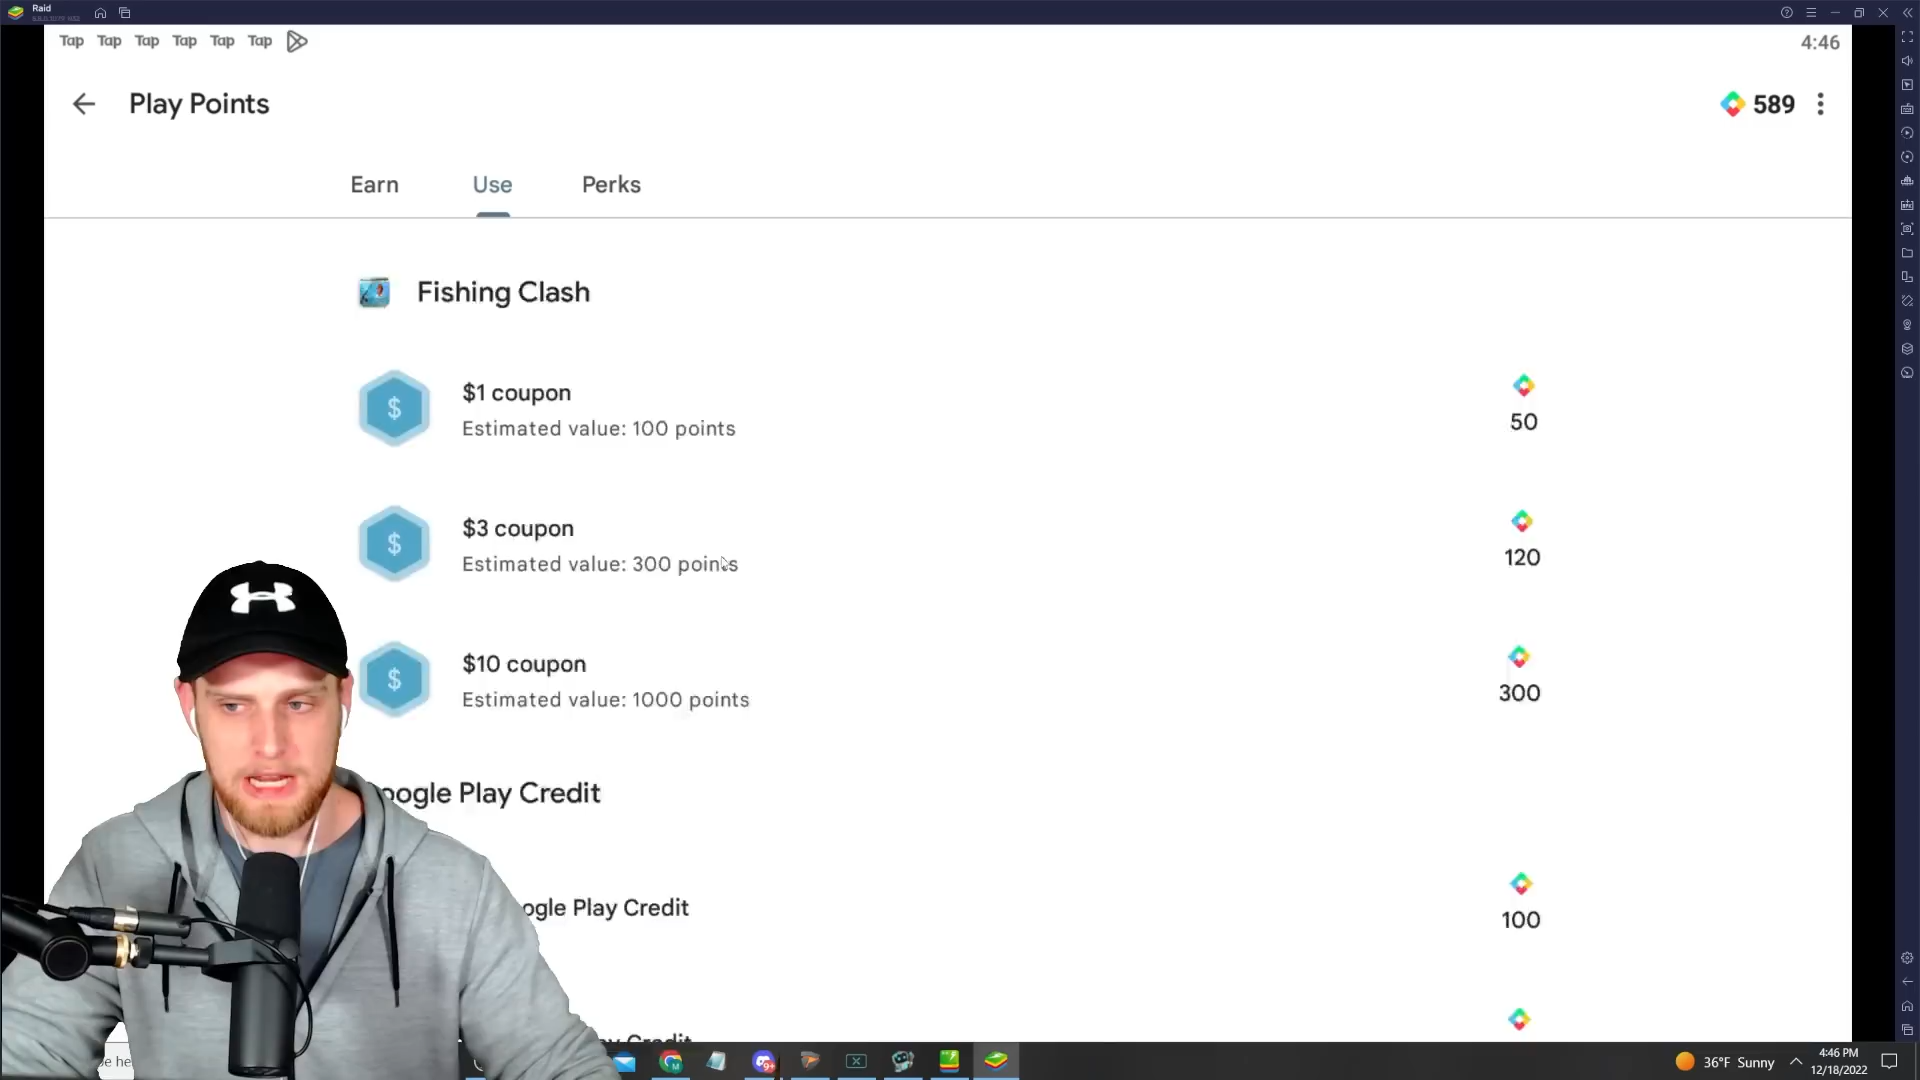 Raid
Tap Tap Tap Tap Tap Tap
4:46
Play Points
589
Earn Use Perks
Fishing Clash
$1 coupon
Estimated value: 100 points
50
$3 coupon
Estimated value: 300 points
120
$10 coupon
Estimated value: 1000 points
300
oogle Play Credit
ogle Play Credit
100
36°F Sunny
4:46 PM
12/18/2022